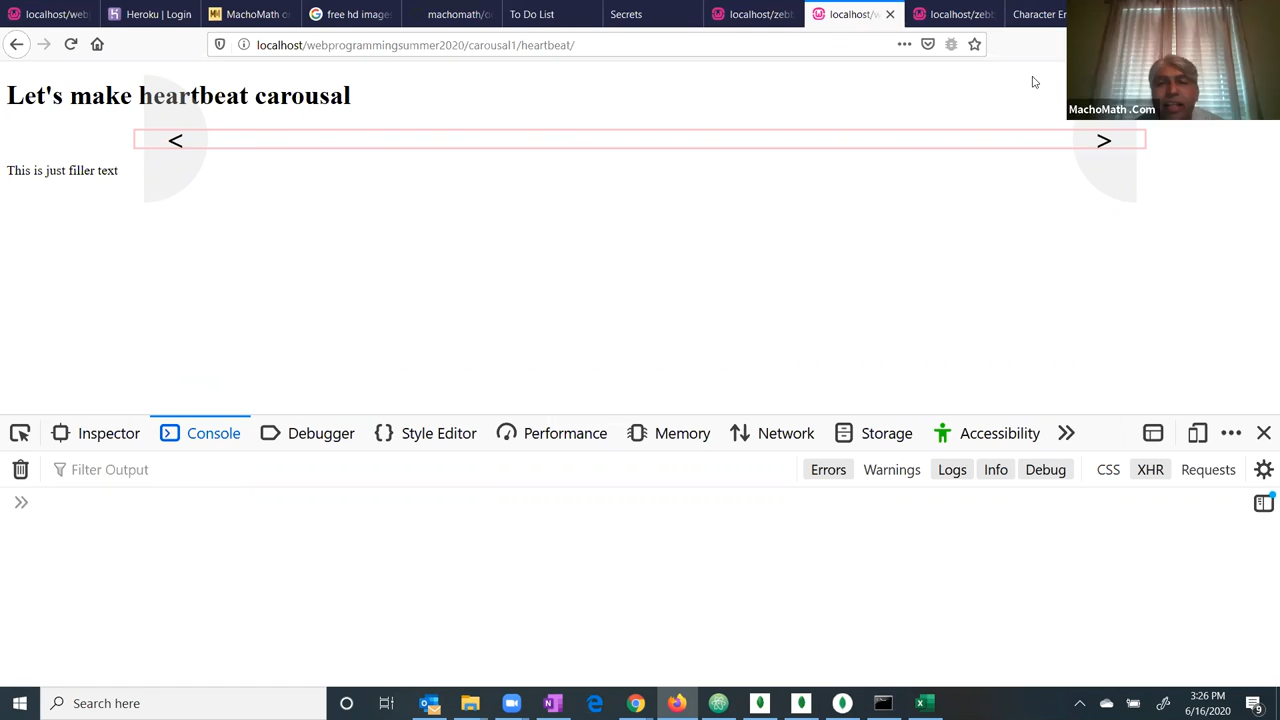 localhost/web
Heroku | Login
MachoMath o
free hd image
machomath/
To Do List
Secrets
localhost/zebb
localhost/w
localhost/zebb
Character En
localhost/webprogrammingsummer2020/carousal1/heartbeat/
MachoMath .Com
Let's make heartbeat carousal
< >
This is just filler text
Inspector Console Debugger Style Editor Performance Memory Network Storage Accessibility
Filter Output Errors Warnings Logs Info Debug CSS XHR Requests
Search here
3:26 PM
6/16/2020
9